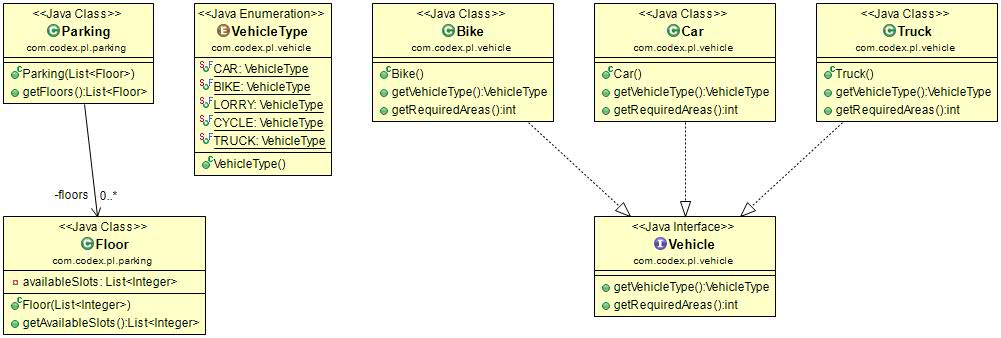 <<Java Class>>
Parking
com.codex.pl.parking
Parking(List<Floor>)
getFloors():List<Floor>
-floors 0..*
<<Java Class>>
Floor
com.codex.pl.parking
availableSlots: List<Integer>
Floor(List<Integer>)
getAvailableSlots():List<Integer>
<<Java Enumeration>>
VehicleType
com.codex.pl.vehicle
CAR: VehicleType
BIKE: VehicleType
LORRY: VehicleType
CYCLE: VehicleType
TRUCK: VehicleType
VehicleType()
<<Java Class>>
Bike
com.codex.pl.vehicle
Bike()
getVehicleType():VehicleType
getRequiredAreas():int
<<Java Class>>
Car
com.codex.pl.vehicle
Car()
getVehicleType():VehicleType
getRequiredAreas():int
<<Java Class>>
Truck
com.codex.pl.vehicle
Truck()
getVehicleType():VehicleType
getRequiredAreas():int
<<Java Interface>>
Vehicle
com.codex.pl.vehicle
getVehicleType():VehicleType
getRequiredAreas():int